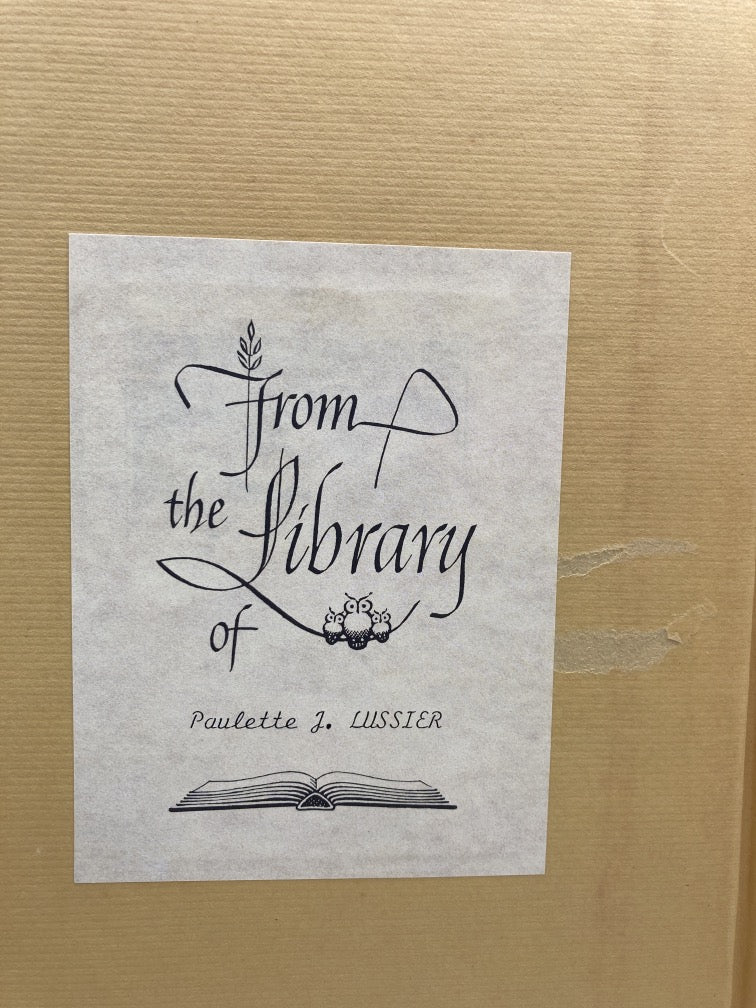 From
the Library
of
Paulette J. LUSSIER